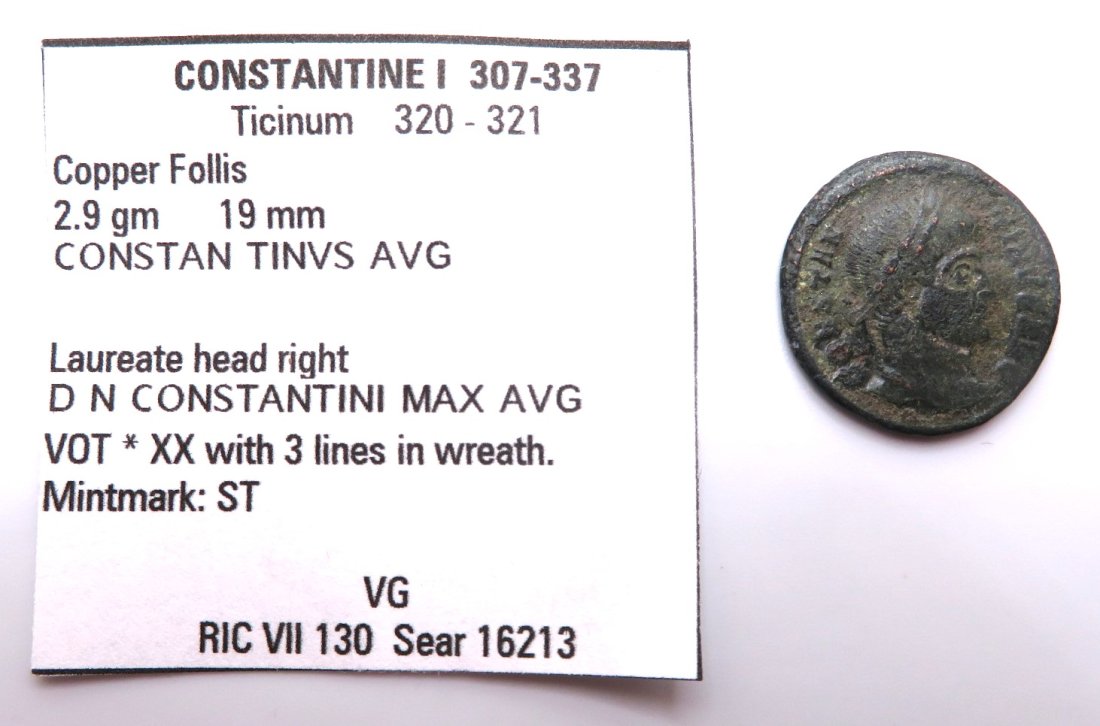 CONSTANTINE I 307-337
Ticinum 320 - 321
Copper Follis
2.9 gm 19 mm
CONSTAN TINVS AVG
Laureate head right
D N CONSTANTINI MAX AVG
VOT * XX with 3 lines in wreath.
Mintmark: ST
VG
RIC VII 130 Sear 16213